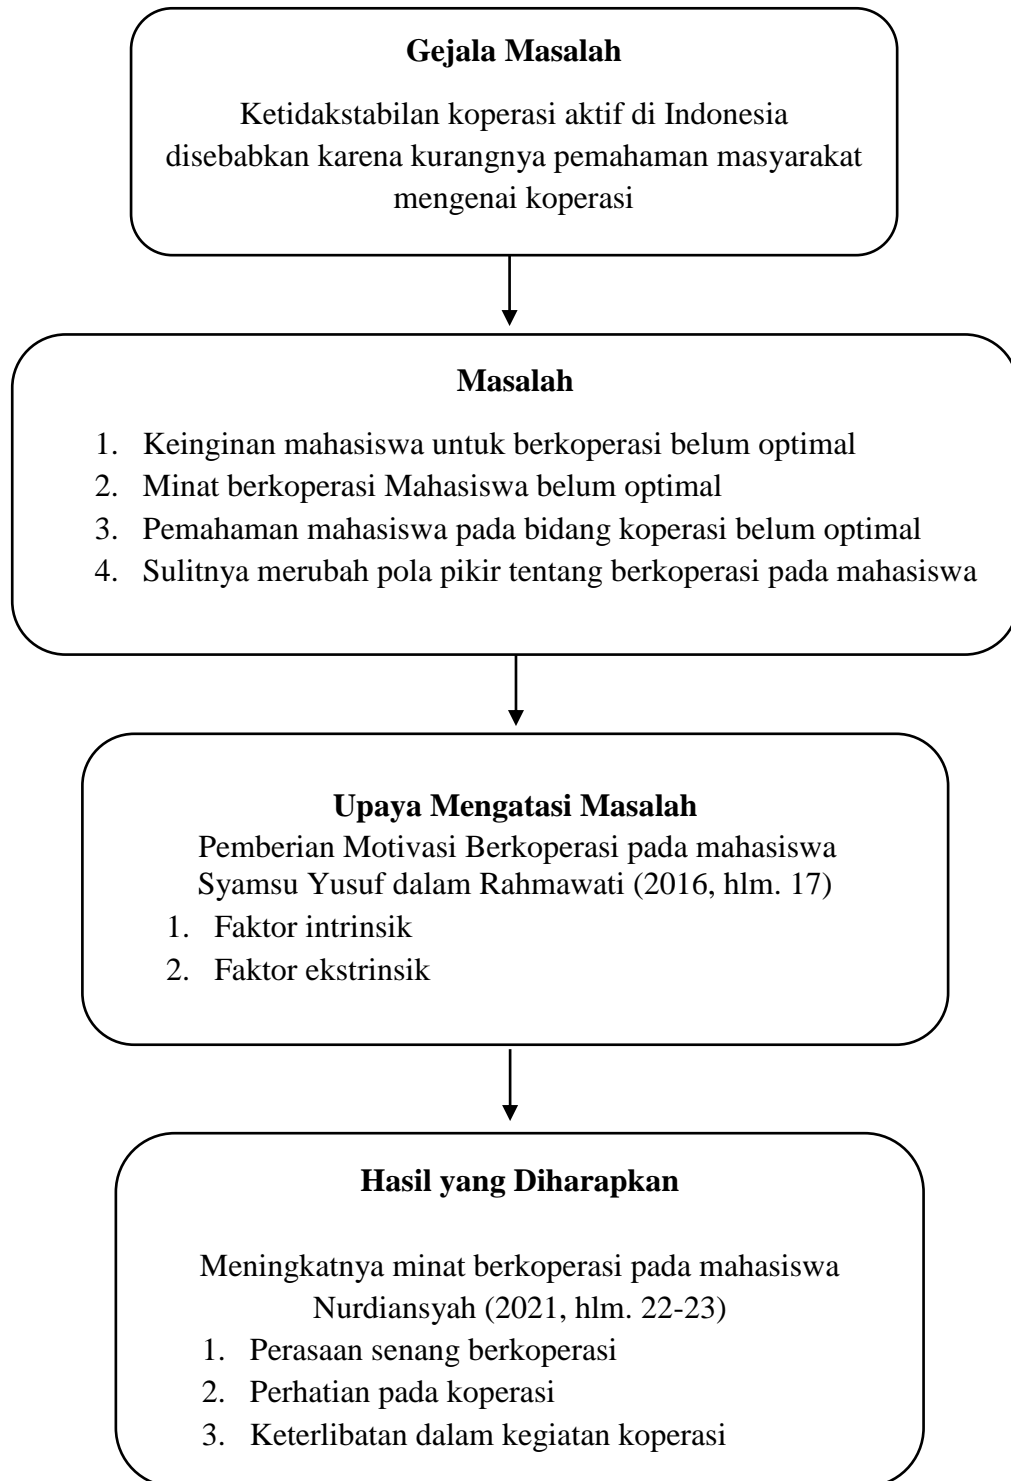 Gejala Masalah
Ketidakstabilan koperasi aktif di Indonesia
disebabkan karena kurangnya pemahaman masyarakat
mengenai koperasi
Masalah
1. Keinginan mahasiswa untuk berkoperasi belum optimal
2. Minat berkoperasi Mahasiswa belum optimal
3. Pemahaman mahasiswa pada bidang koperasi belum optimal
4. Sulitnya merubah pola pikir tentang berkoperasi pada mahasiswa
Upaya Mengatasi Masalah
Pemberian Motivasi Berkoperasi pada mahasiswa
Syamsu Yusuf dalam Rahmawati (2016, hlm. 17)
1. Faktor intrinsik
2. Faktor ekstrinsik
Hasil yang Diharapkan
Meningkatnya minat berkoperasi pada mahasiswa
Nurdiansyah (2021, hlm. 22-23)
1. Perasaan senang berkoperasi
2. Perhatian pada koperasi
3. Keterlibatan dalam kegiatan koperasi